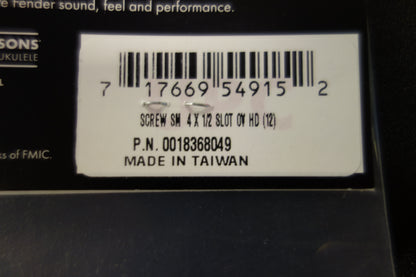 Fender sound, feel and performance.
SONS
UKULELE
7 17669 54915 2
SCREW SM 4 X 1/2 SLOT OV HD (12)
P.N. 0018368049
s of FMIC.
MADE IN TAIWAN